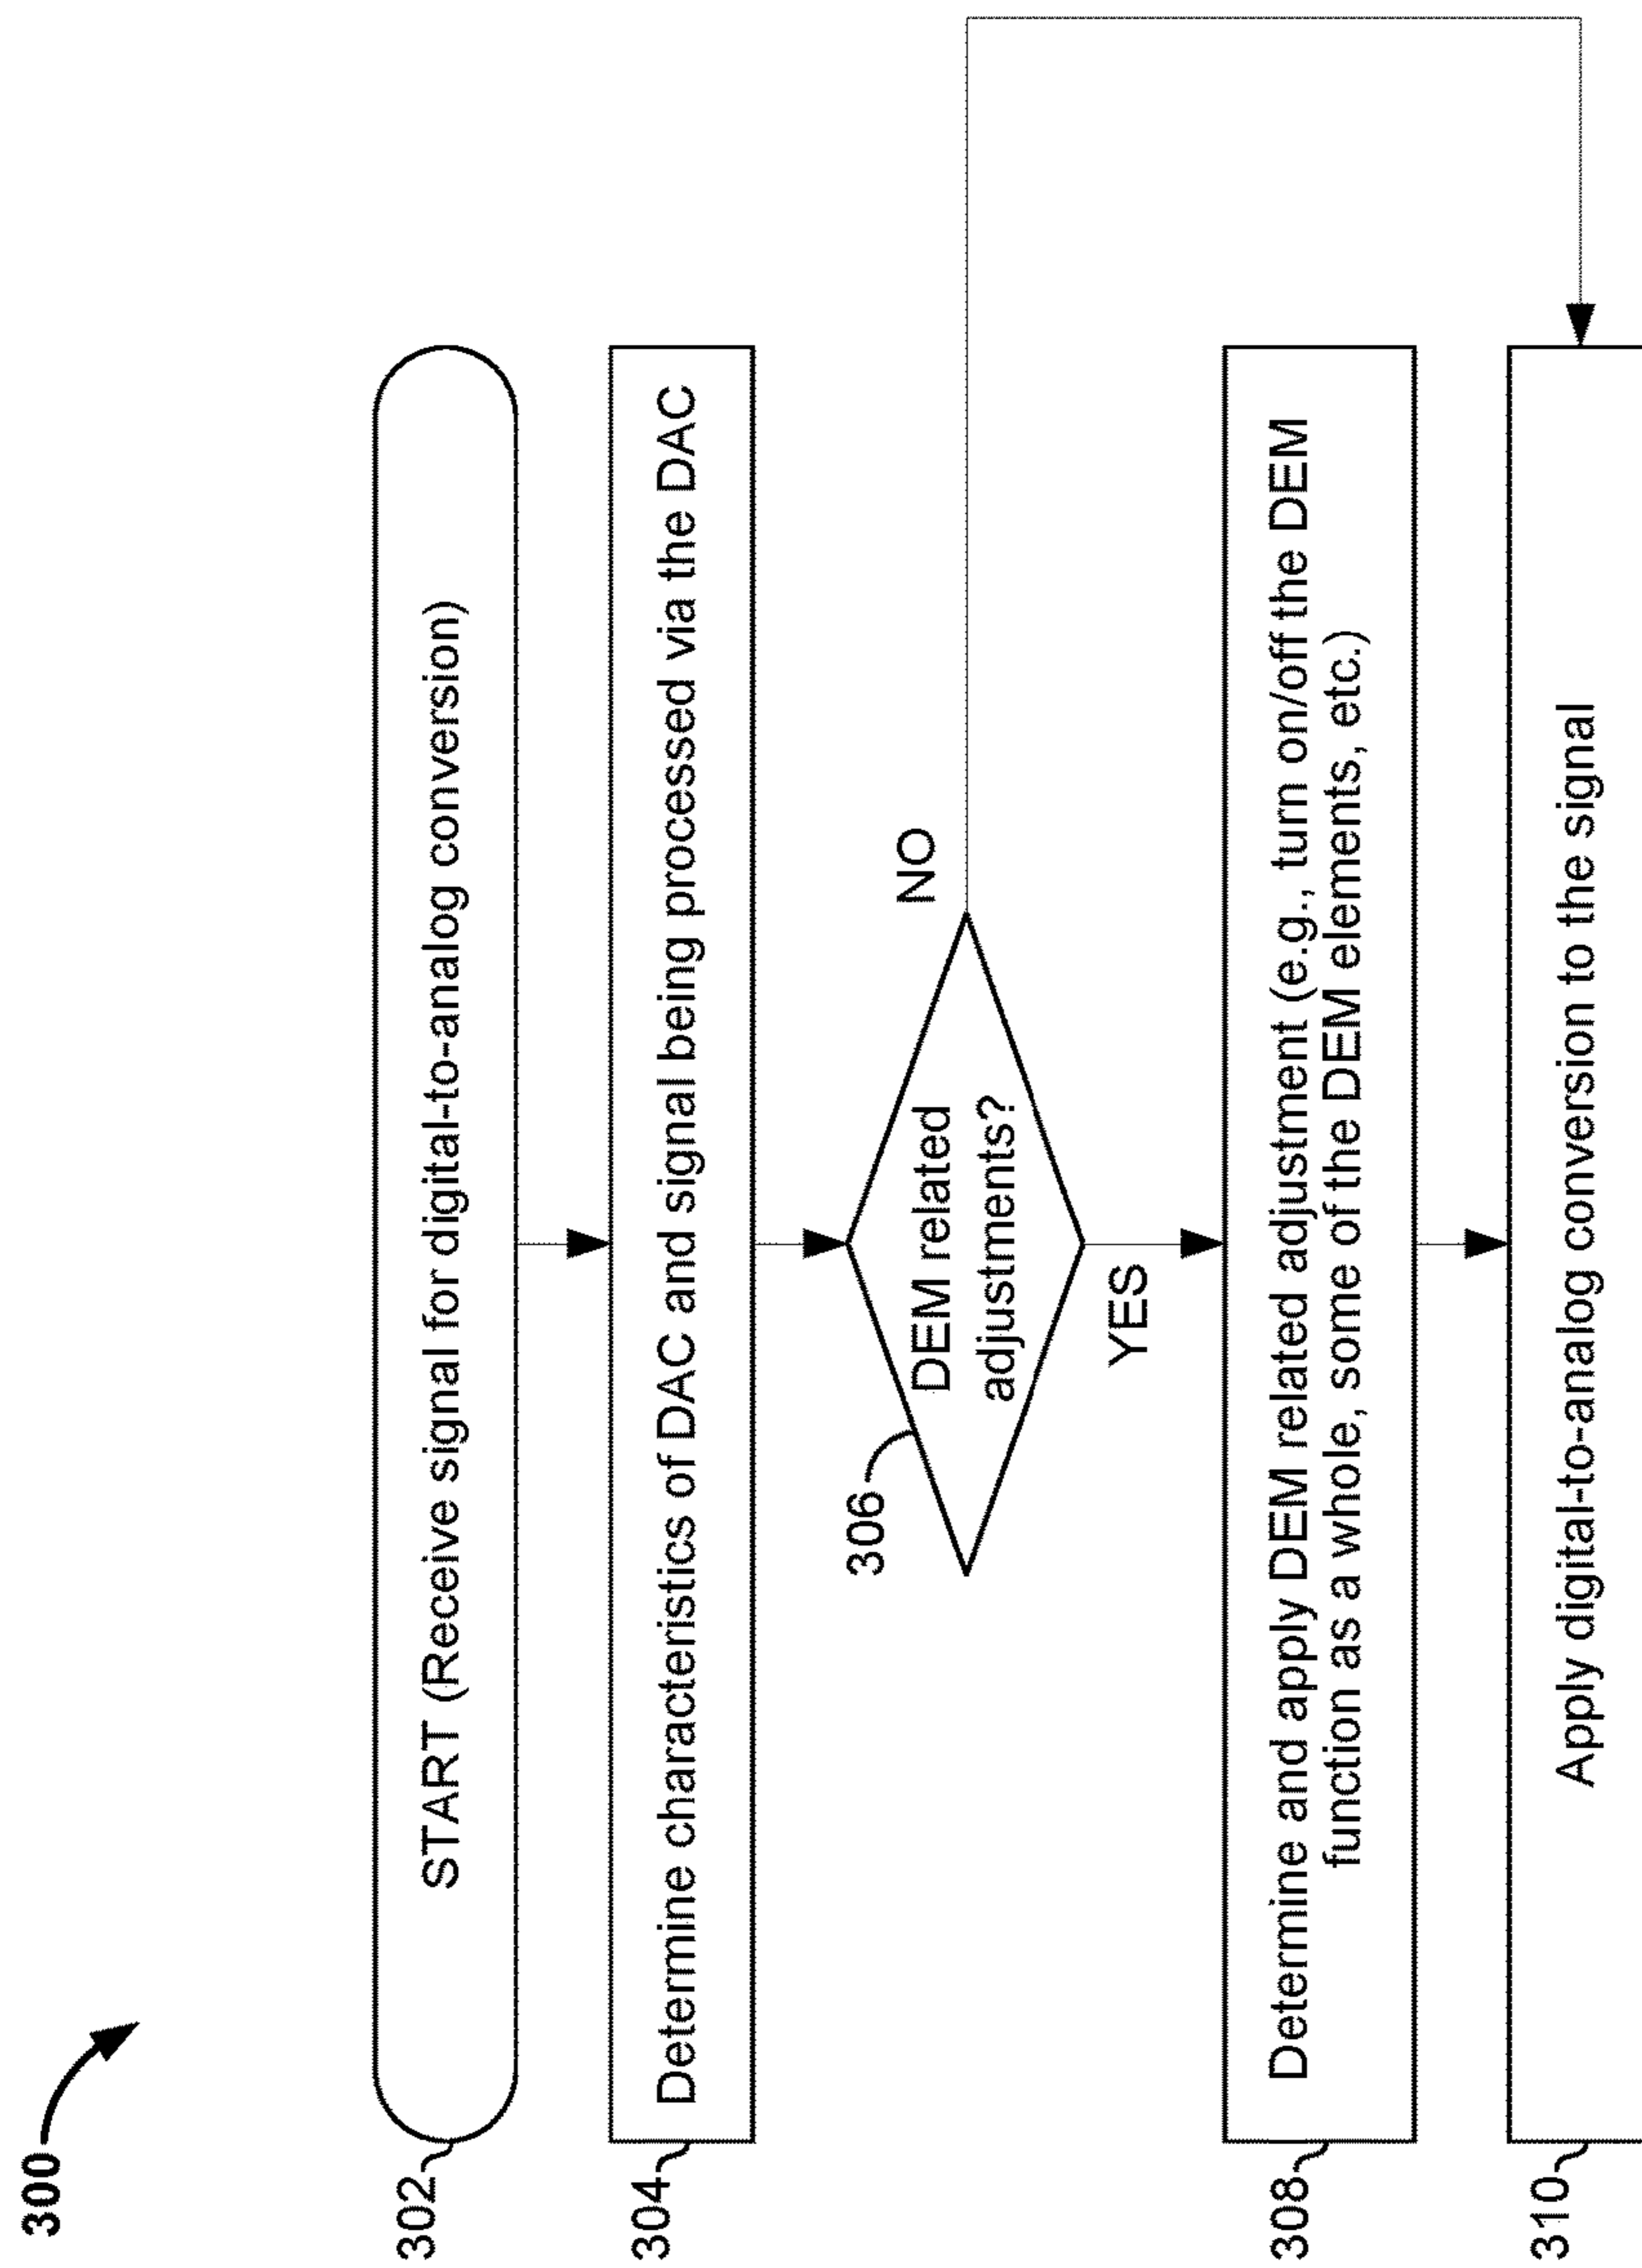 300
302
START (Receive signal for digital-to-analog conversion)
304
Determine characteristics of DAC and signal being processed via the DAC
306
DEM related
adjustments?
NO
YES
308
Determine and apply DEM related adjustment (e.g., turn on/off the DEM
function as a whole, some of the DEM elements, etc.)
310
Apply digital-to-analog conversion to the signal